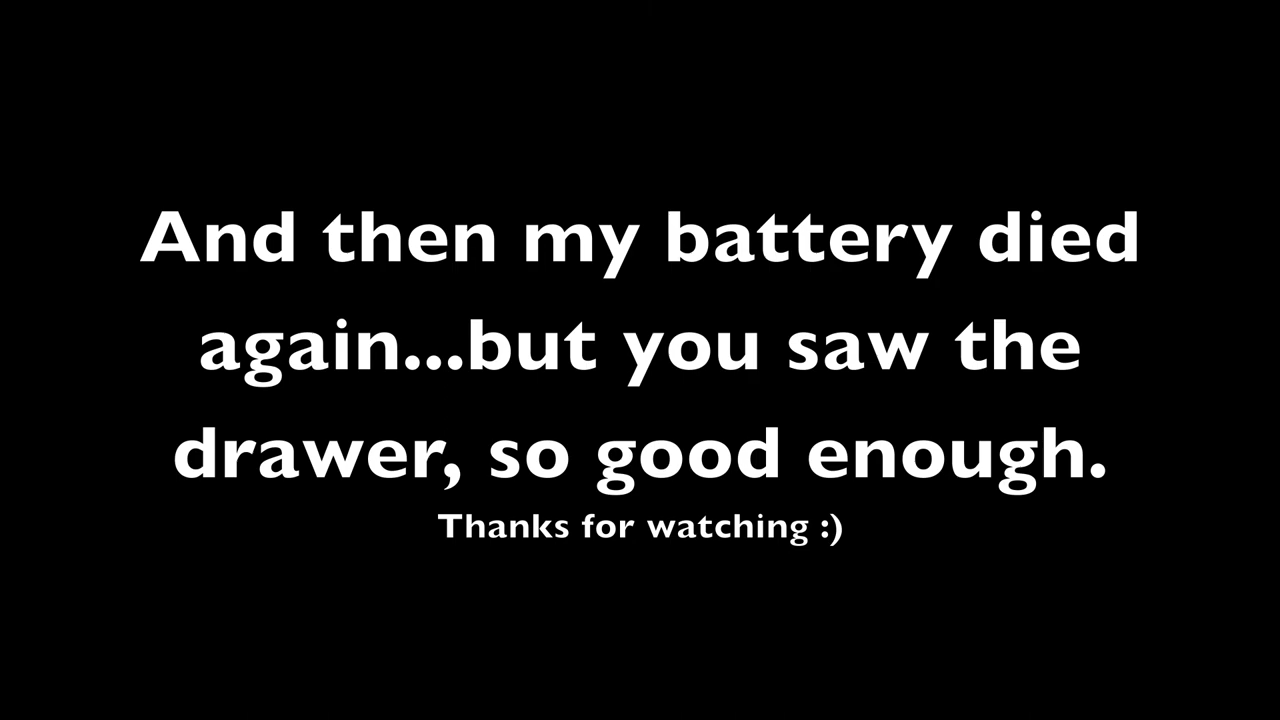 And then my battery died
again...but you saw the
drawer, so good enough.
Thanks for watching :)